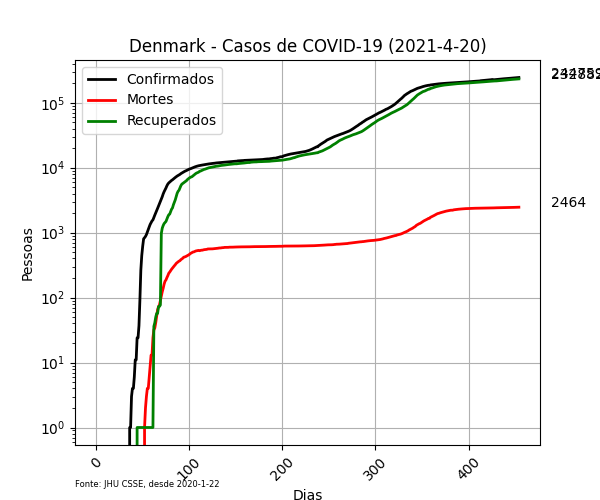 Denmark - Casos de COVID-19 (2021-4-20)
Confirmados
Mortes
Recuperados
10^5
10^4
10^3
10^2
10^1
10^0
Pessoas
2464
0 100 200 300 400
Dias
Fonte: JHU CSSE, desde 2020-1-22